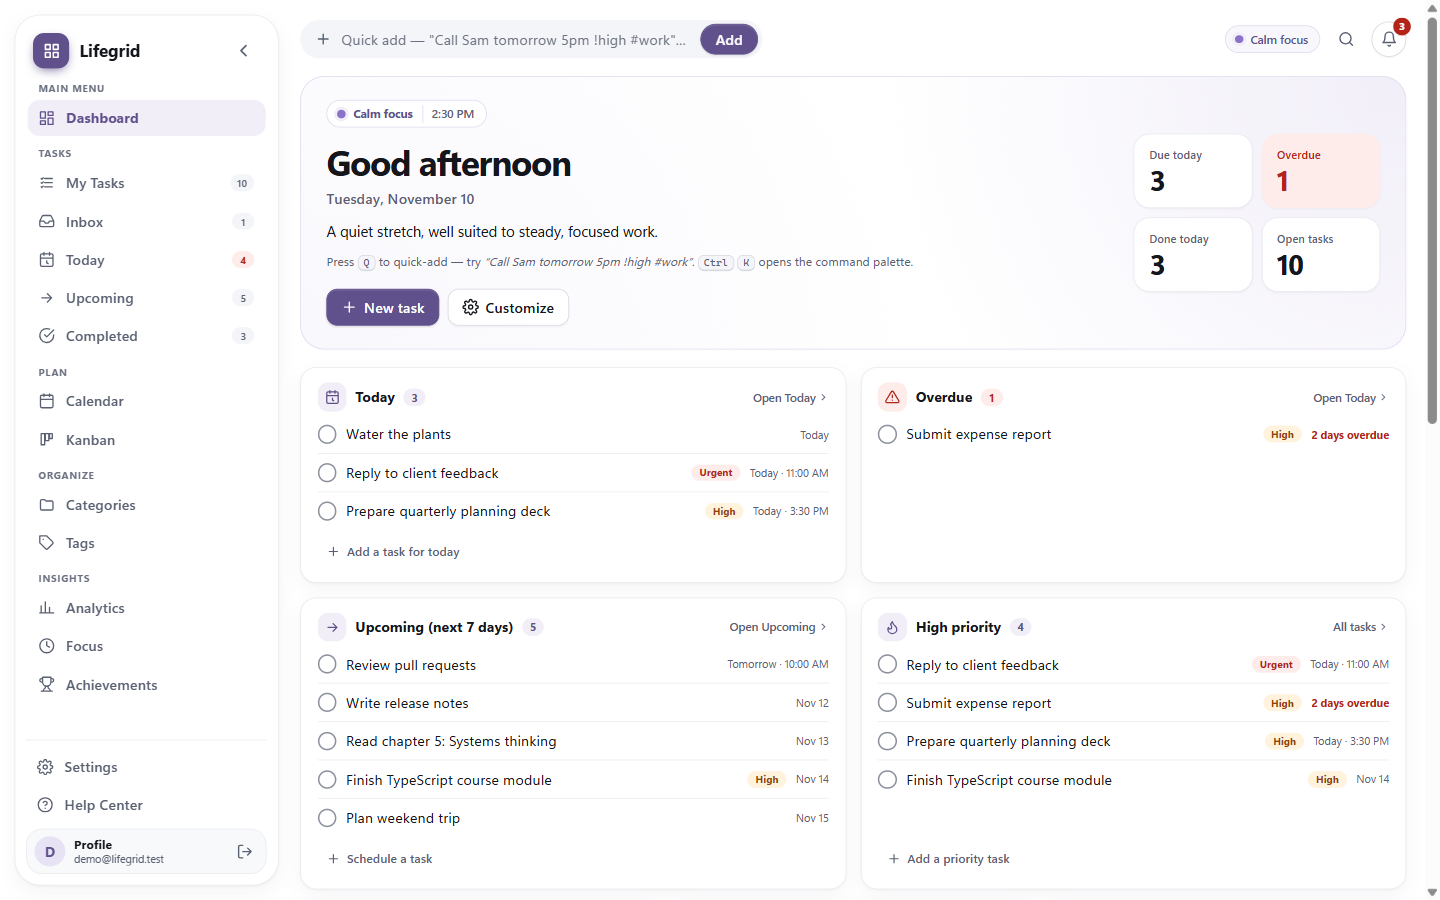 Lifegrid
MAIN MENU
Dashboard
TASKS
My Tasks 10
Inbox 1
Today 4
Upcoming 5
Completed 3
PLAN
Calendar
Kanban
ORGANIZE
Categories
Tags
INSIGHTS
Analytics
Focus
Achievements
Settings
Help Center
D
Profile
demo@lifegrid.test
Quick add — "Call Sam tomorrow 5pm !high #work"...
Add
Calm focus
3
Calm focus 2:30 PM
Good afternoon
Tuesday, November 10
A quiet stretch, well suited to steady, focused work.
Press Q to quick-add — try "Call Sam tomorrow 5pm !high #work". Ctrl K opens the command palette.
New task
Customize
Due today
3
Overdue
1
Done today
3
Open tasks
10
Today 3
Open Today
Water the plants Today
Reply to client feedback Urgent Today · 11:00 AM
Prepare quarterly planning deck High Today · 3:30 PM
Add a task for today
Overdue 1
Open Today
Submit expense report High 2 days overdue
Upcoming (next 7 days) 5
Open Upcoming
Review pull requests Tomorrow · 10:00 AM
Write release notes Nov 12
Read chapter 5: Systems thinking Nov 13
Finish TypeScript course module High Nov 14
Plan weekend trip Nov 15
Schedule a task
High priority 4
All tasks
Reply to client feedback Urgent Today · 11:00 AM
Submit expense report High 2 days overdue
Prepare quarterly planning deck High Today · 3:30 PM
Finish TypeScript course module High Nov 14
Add a priority task